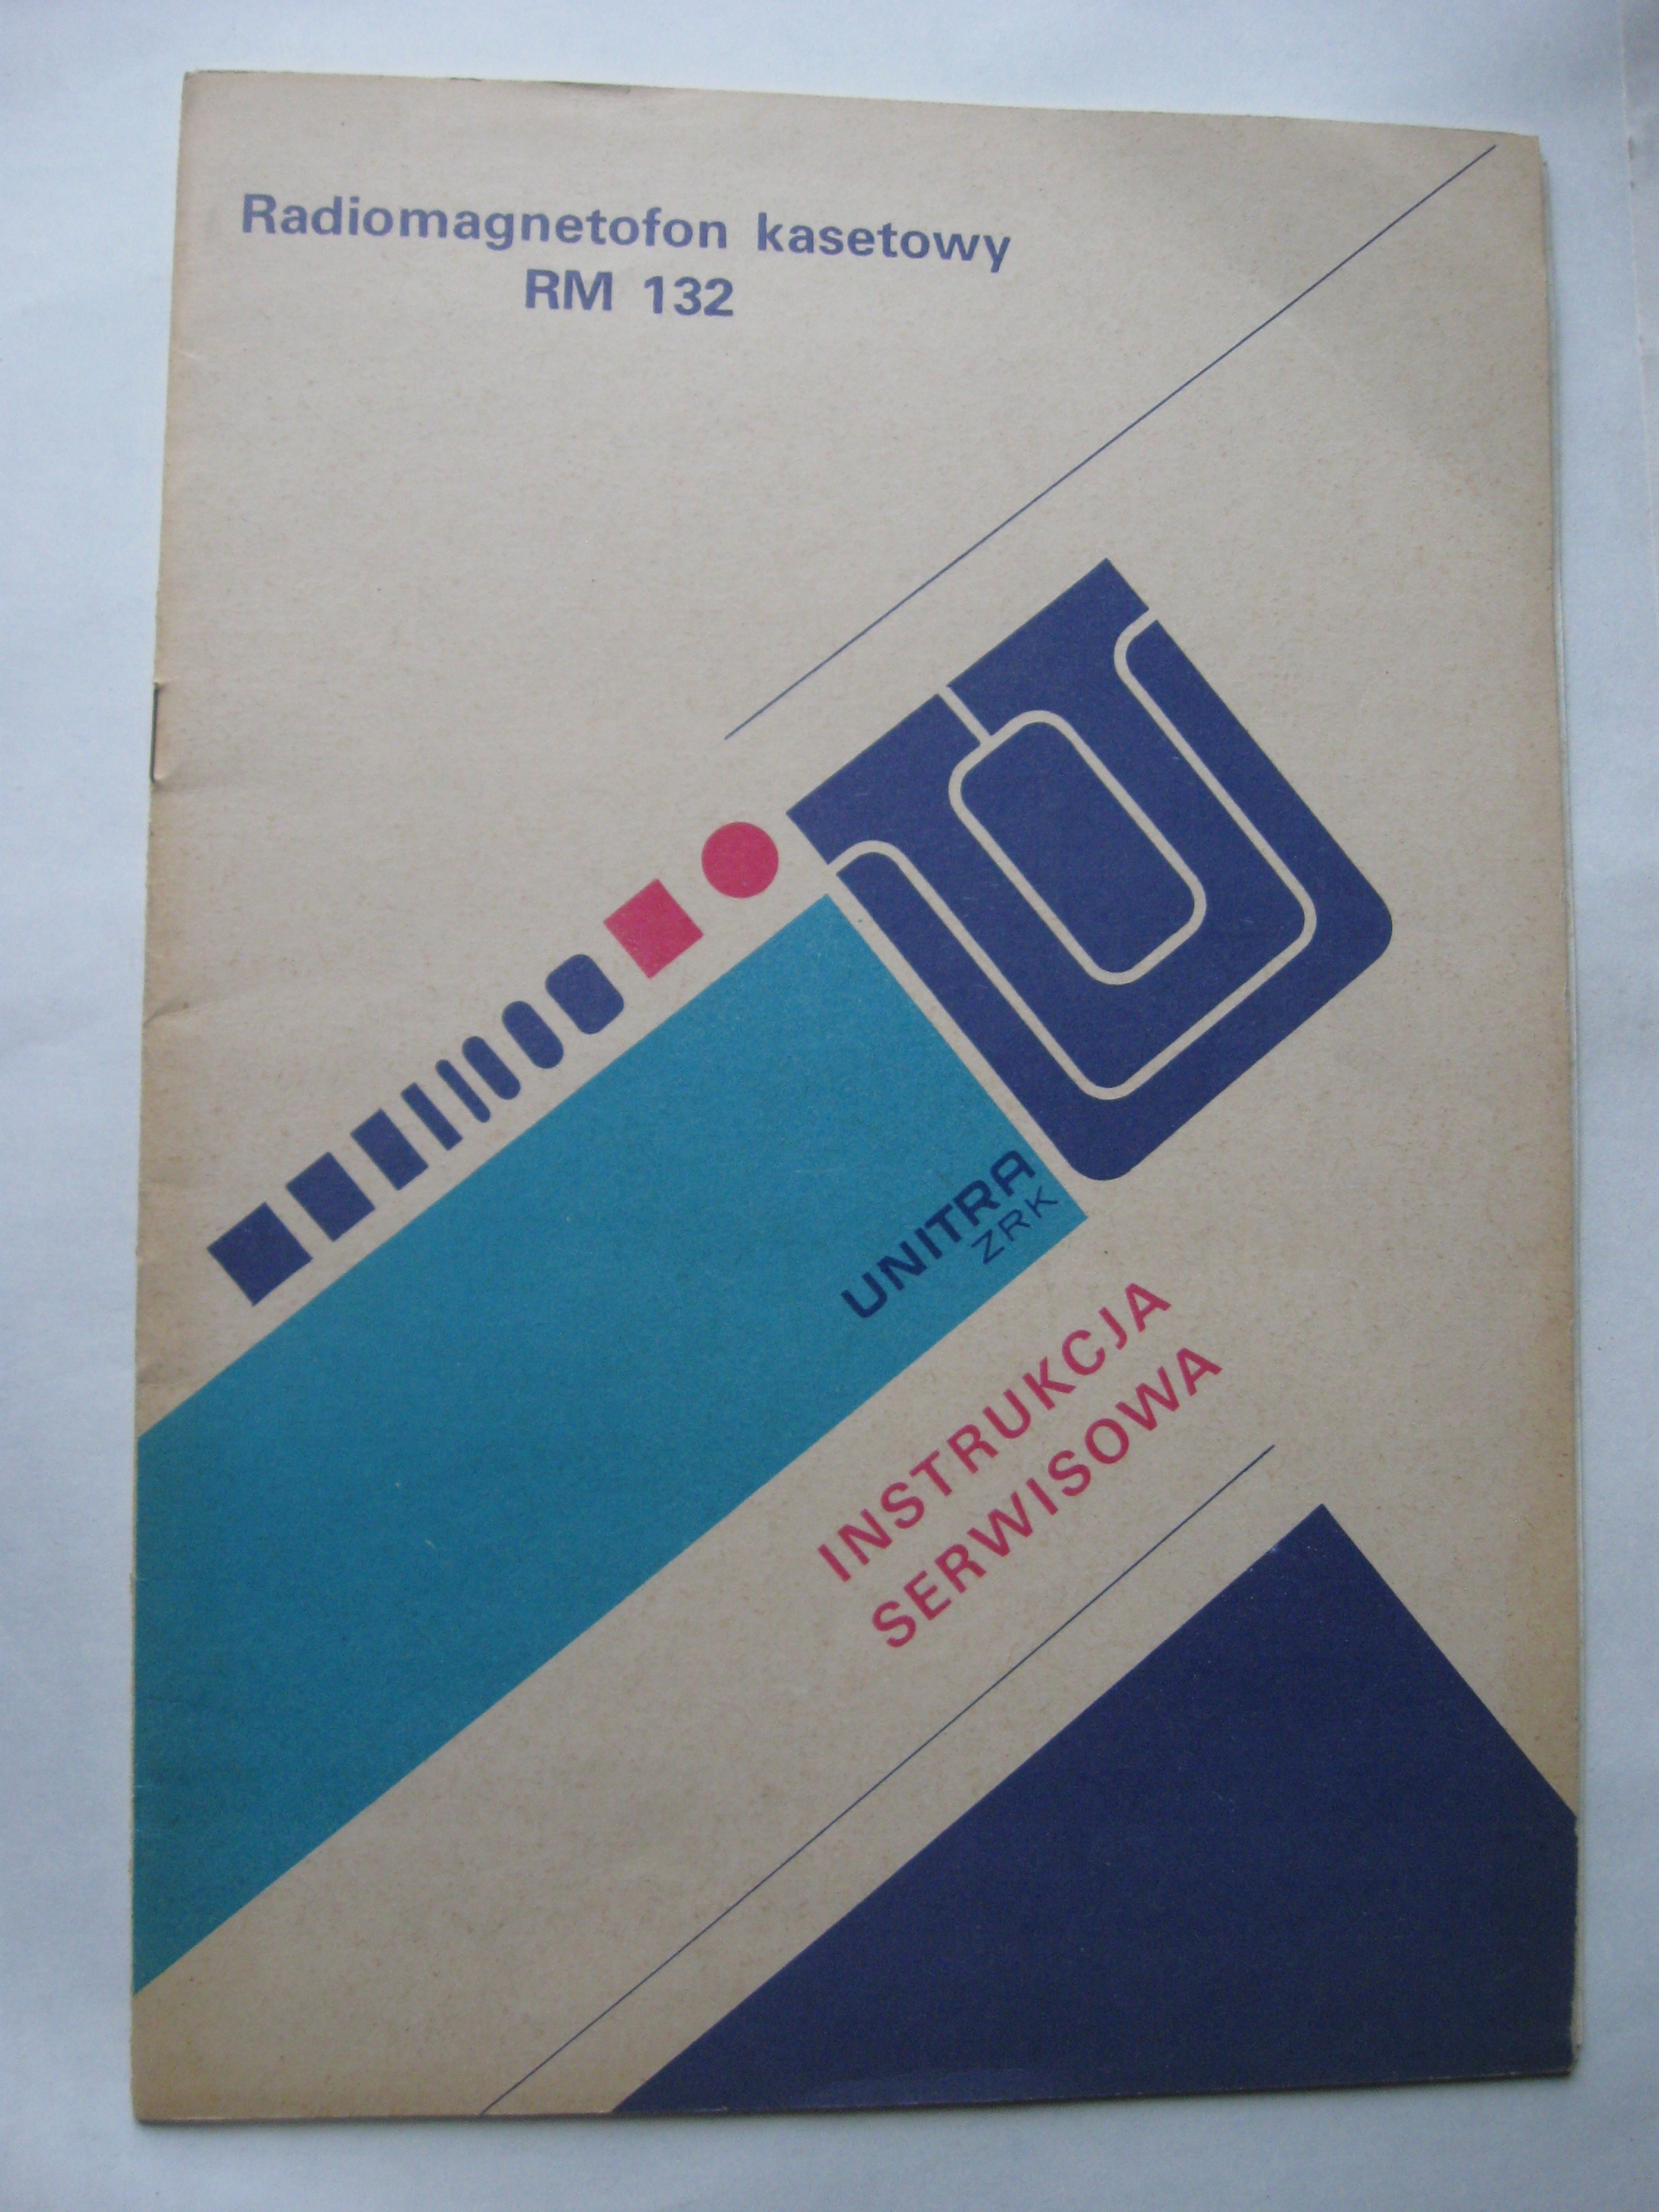 Radiomagnetofon kasetowy
RM 132
UNITRA
ZRK
INSTRUKCJA
SERWISOWA